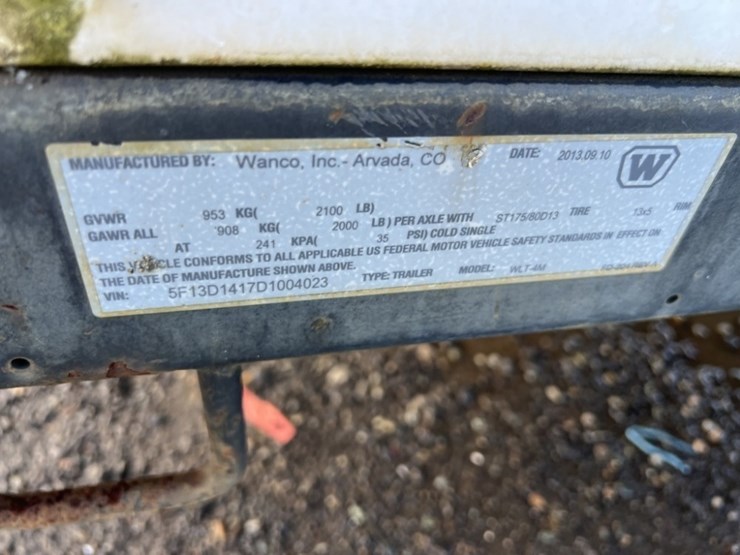 MANUFACTURED BY: Wanco, Inc.- Arvada, CO DATE: 2013.09.10 W
GVWR 953 KG( 2100 LB)
GAWR ALL 908 KG( 2000 LB) PER AXLE WITH ST175/80D13 TIRE 13x5 RIM
AT 241 KPA( 35 PSI) COLD SINGLE
THIS VEHICLE CONFORMS TO ALL APPLICABLE US FEDERAL MOTOR VEHICLE SAFETY STANDARDS IN EFFECT ON
THE DATE OF MANUFACTURE SHOWN ABOVE.
VIN: 5F13D1417D1004023 TYPE: TRAILER MODEL: WLT-4M